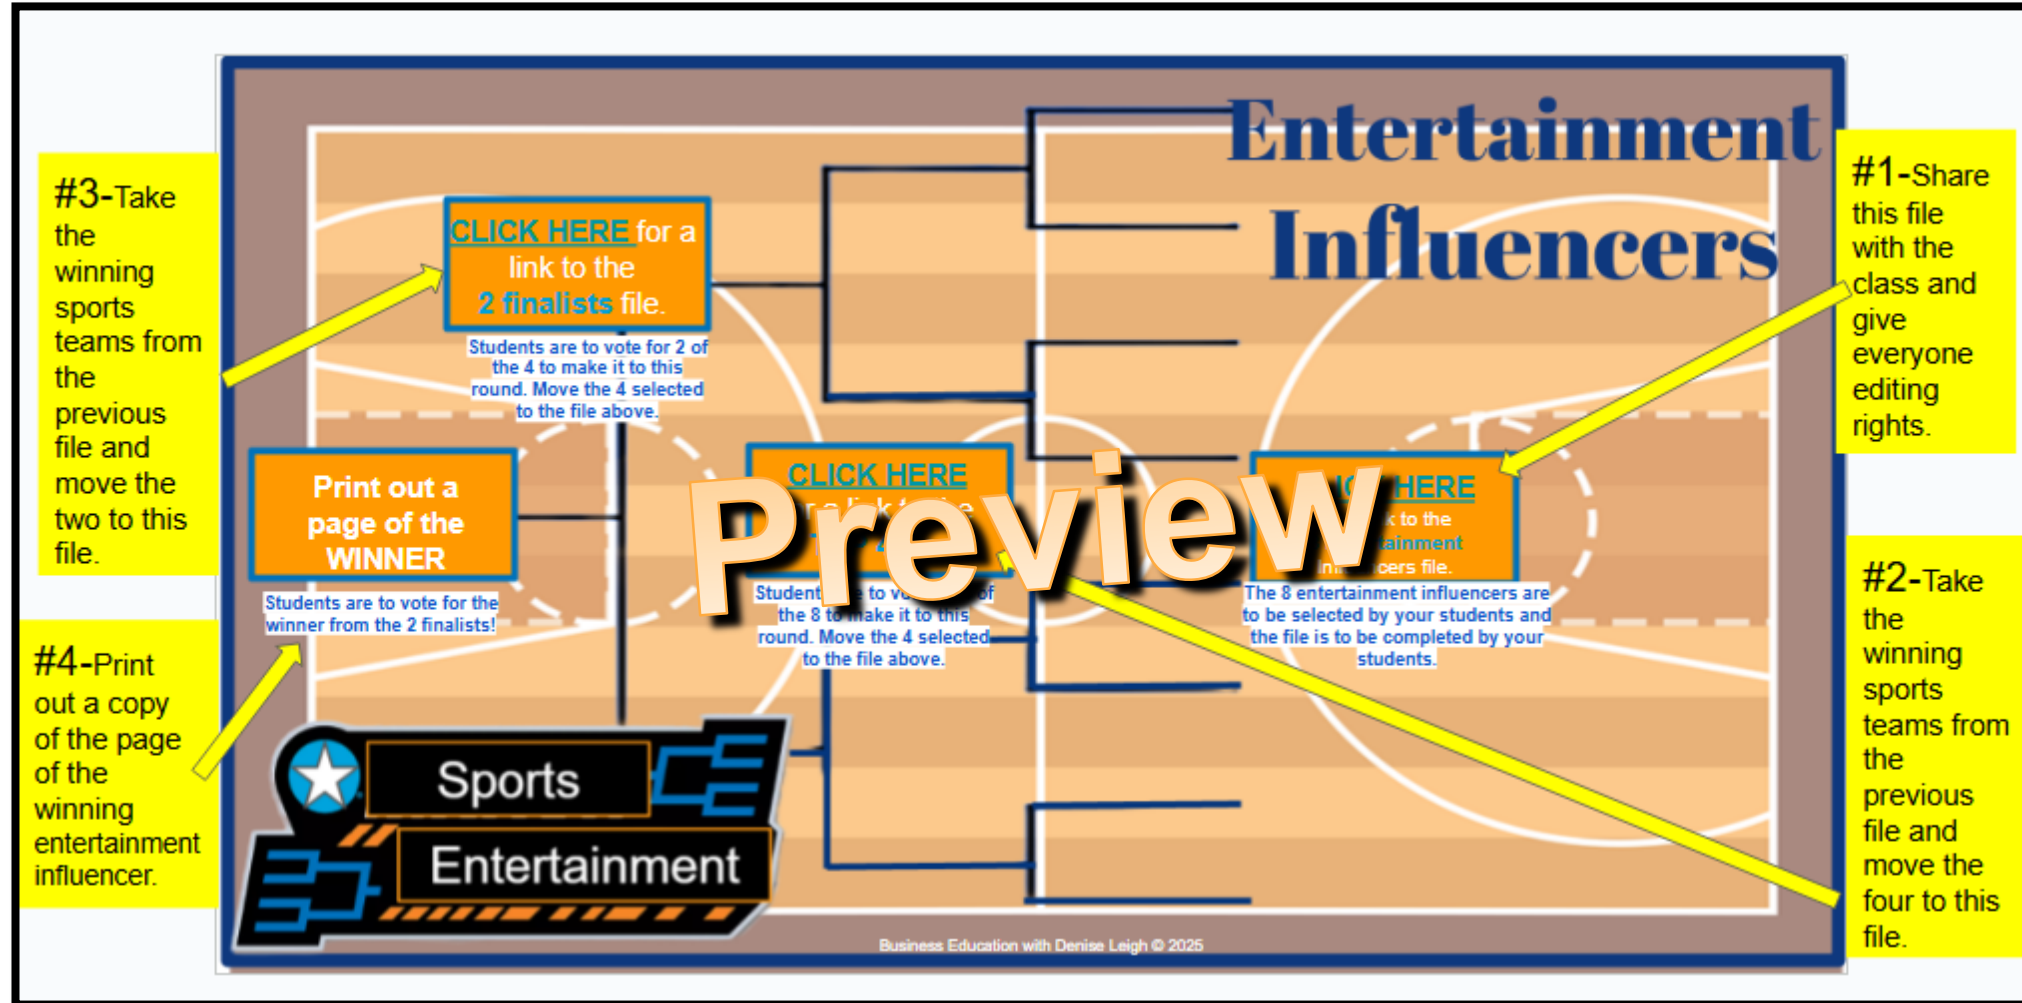 Entertainment
Influencers
#1-Share
this file
with the
class and
give
everyone
editing
rights.
#3-Take
the
winning
sports
teams from
the
previous
file and
move the
two to this
file.
CLICK HERE for a
link to the
2 finalists file.
Students are to vote for 2 of
the 4 to make it to this
round. Move the 4 selected
to the file above.
Print out a
page of the
WINNER
Students are to vote for the
winner from the 2 finalists!
CLICK HERE
Preview
the 8 to make it to this
round. Move the 4 selected
to the file above.
HERE
to the
file.
The 8 entertainment influencers are
to be selected by your students and
the file is to be completed by your
students.
#2-Take
the
winning
sports
teams from
the
previous
file and
move the
four to this
file.
#4-Print
out a copy
of the page
of the
winning
entertainment
influencer.
Sports
Entertainment
Business Education with Denise Leigh © 2025